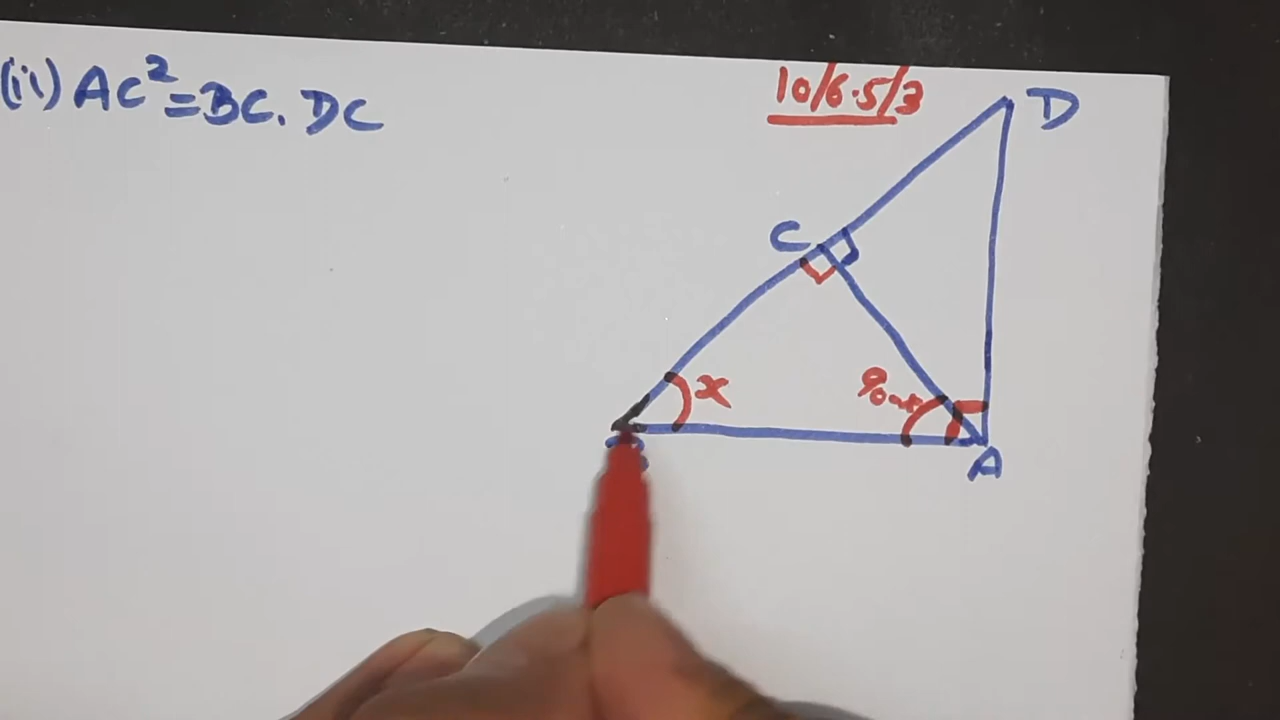 (ii) AC²=BC.DC
10/6.5/3
D
C
x
90-x
A